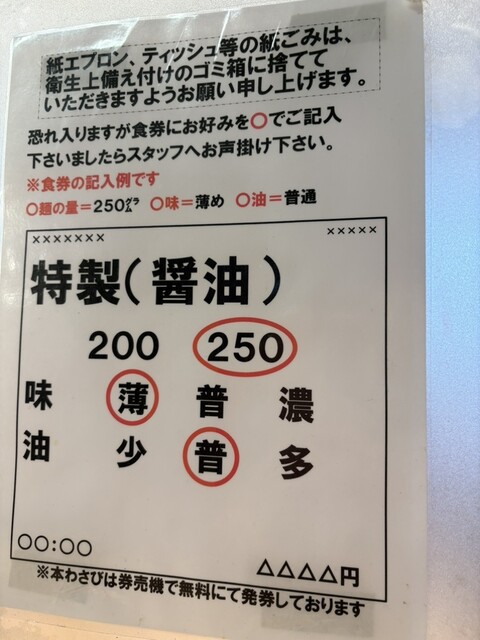 紙エプロン、ティッシュ等の紙ごみは、
衛生上備え付けのゴミ箱に捨てて
いただきますようお願い申し上げます。
恐れ入りますが食券にお好みを○でご記入
下さいましたらスタッフへお声掛け下さい。
※食券の記入例です
○麺の量=250㌘ ○味=薄め ○油=普通
××××××× ×××××
特製(醤油)
200 250
味 薄 普 濃
油 少 普 多
○○:○○ △△△△円
※本わさびは券売機で無料にて発券しております